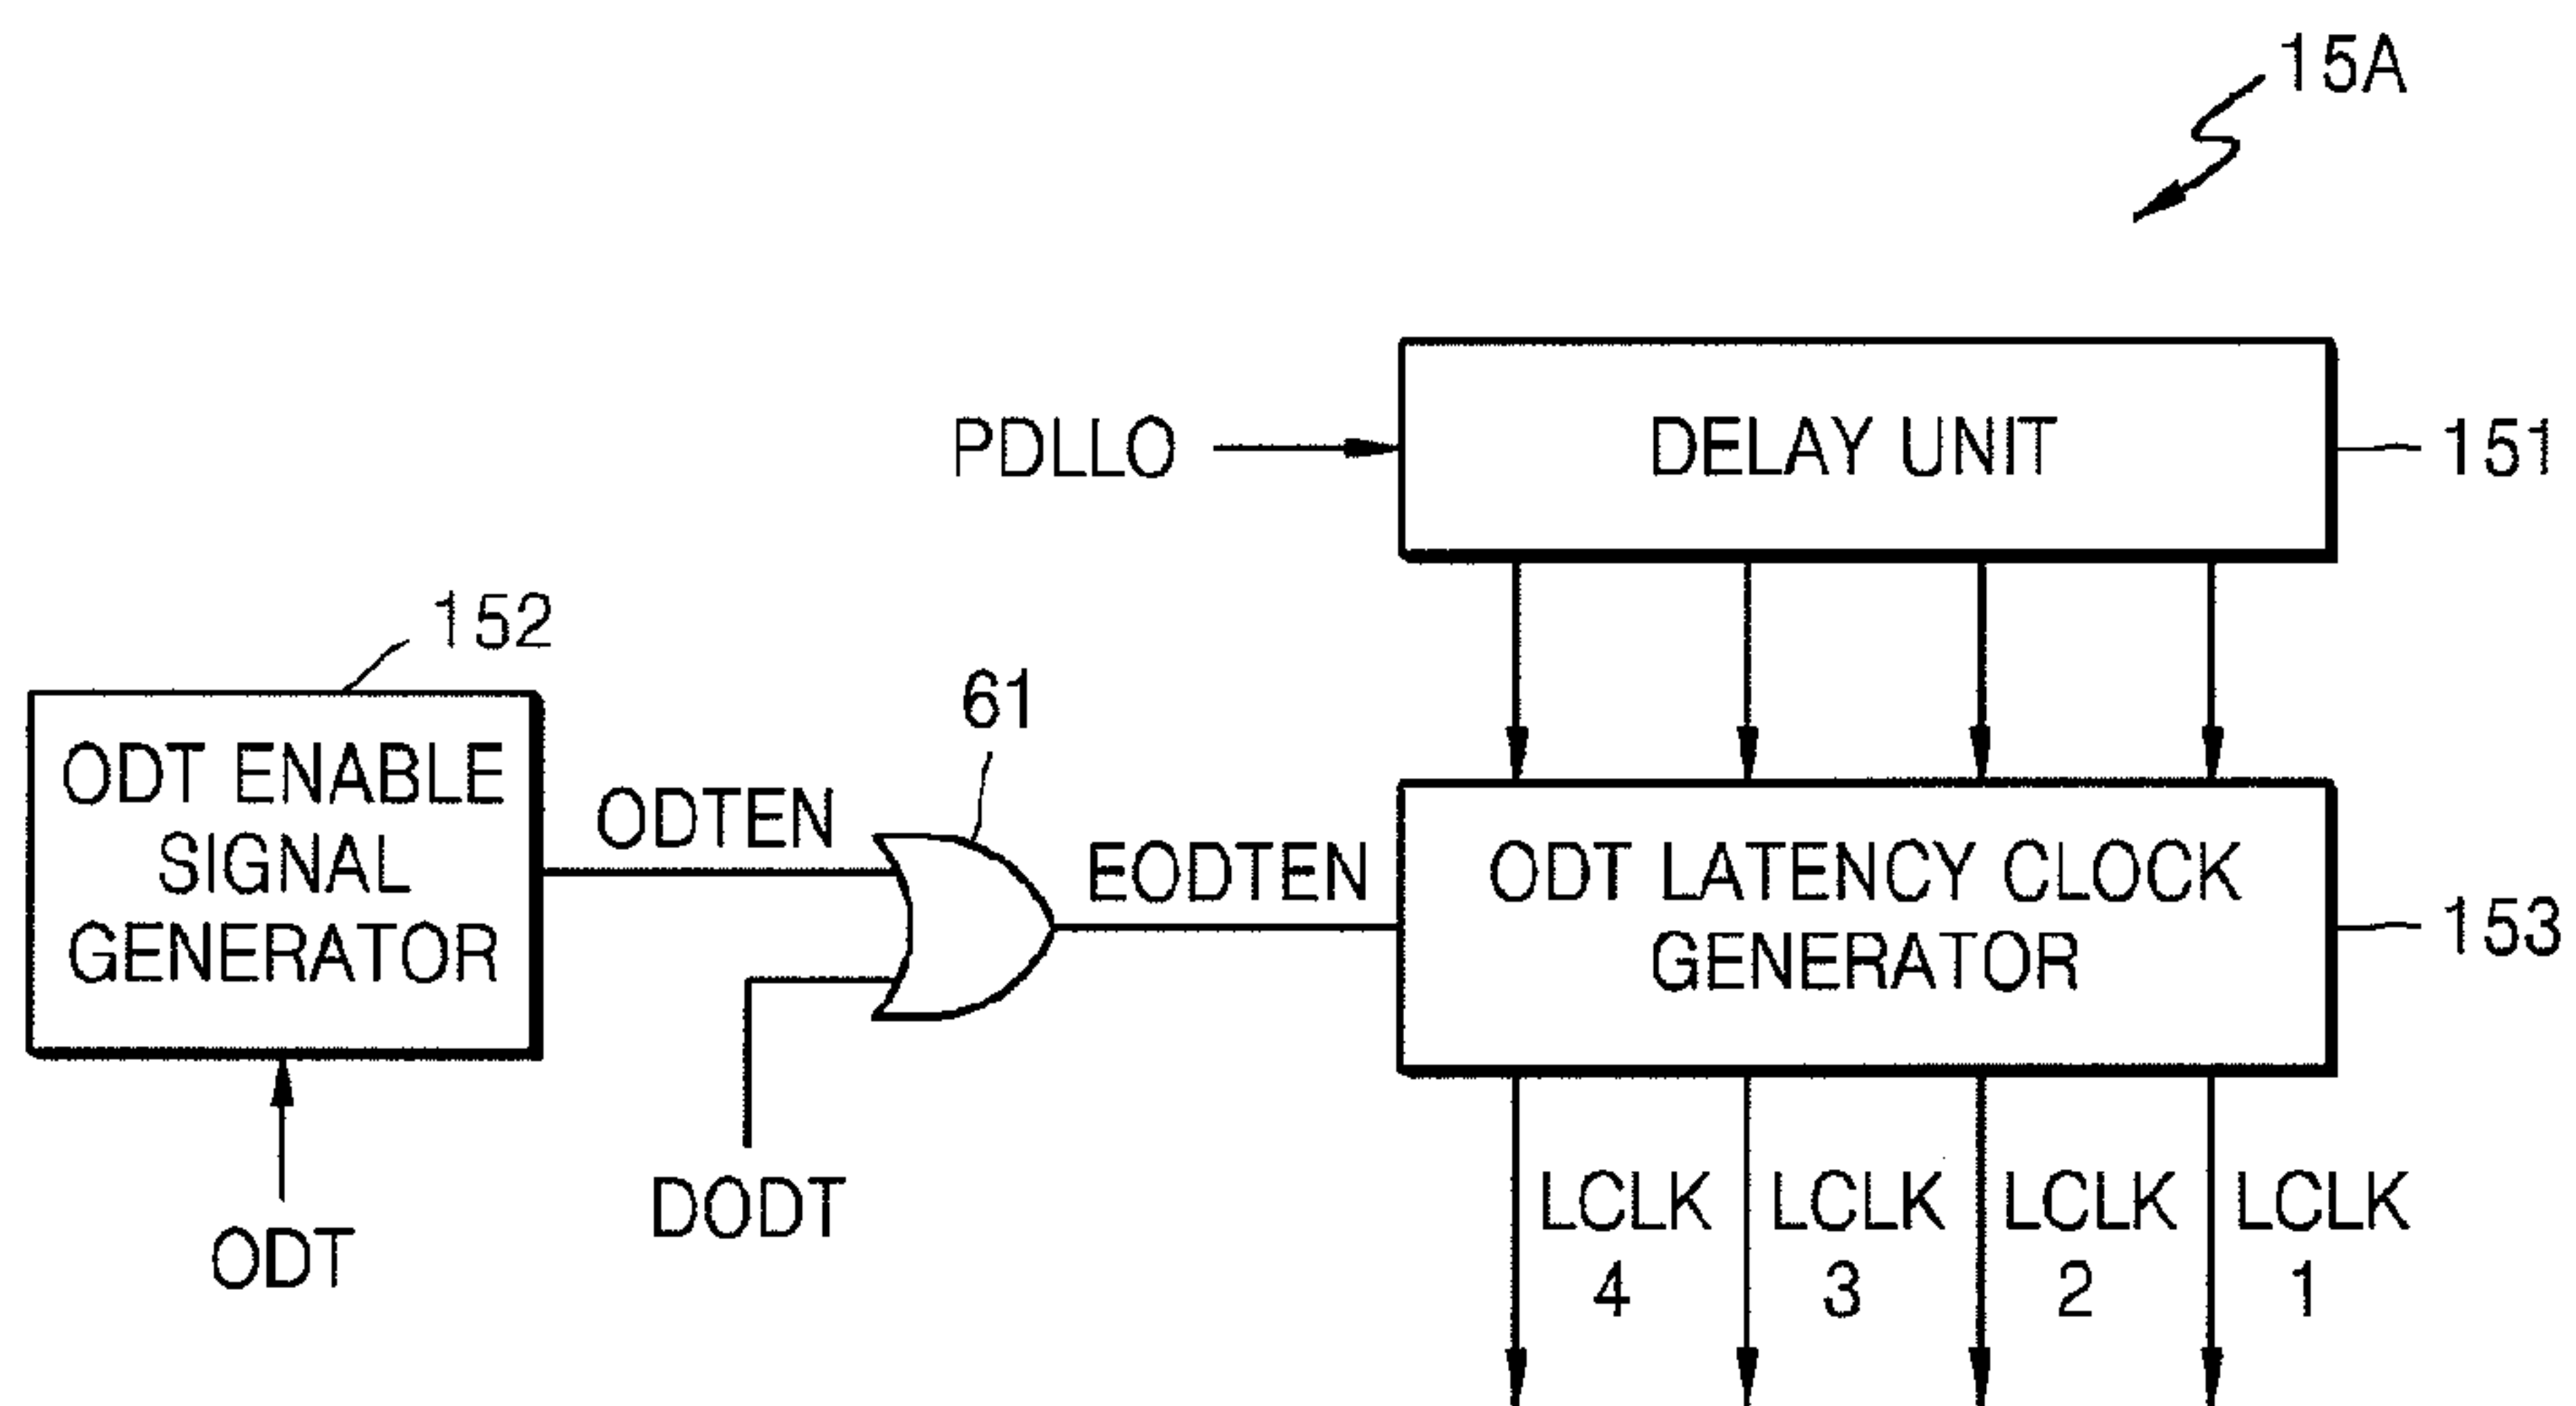 15A
PDLLO
DELAY UNIT
151
152
61
ODT ENABLE
SIGNAL
GENERATOR
ODTEN
EODTEN
ODT LATENCY CLOCK
GENERATOR
153
DODT
ODT
LCLK
4
LCLK
3
LCLK
2
LCLK
1